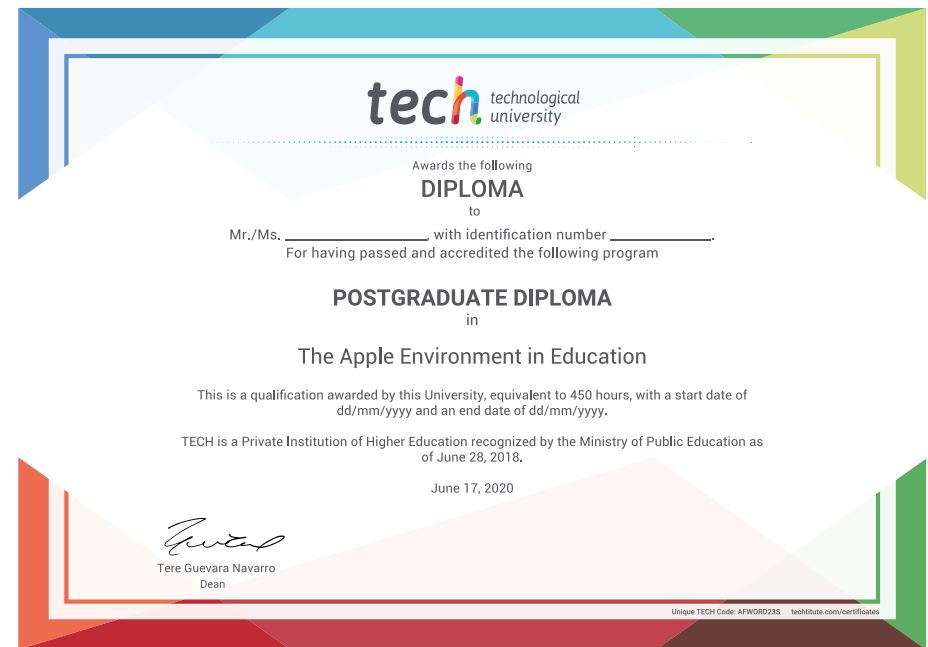 tech technological
university
Awards the following
DIPLOMA
to
Mr./Ms. ____________________, with identification number ______________.
For having passed and accredited the following program
POSTGRADUATE DIPLOMA
in
The Apple Environment in Education
This is a qualification awarded by this University, equivalent to 450 hours, with a start date of
dd/mm/yyyy and an end date of dd/mm/yyyy.
TECH is a Private Institution of Higher Education recognized by the Ministry of Public Education as
of June 28, 2018.
June 17, 2020
Tere Guevara Navarro
Dean
Unique TECH Code: AFWORD23S techtitute.com/certificates